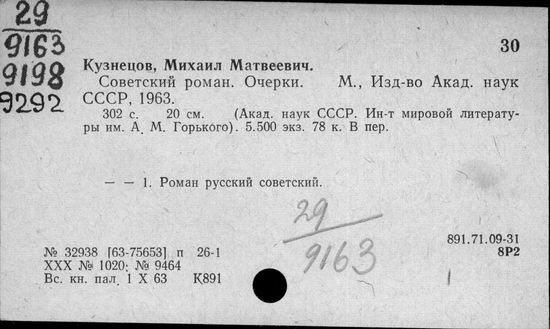 29
9163
9198
9292
30
Кузнецов, Михаил Матвеевич.
Советский роман. Очерки. М., Изд-во Акад. наук
СССР, 1963.
302 с. 20 см. (Акад. наук СССР. Ин-т мировой литерату-
ры им. А. М. Горького). 5.500 экз. 78 к. В пер.
— — 1. Роман русский советский.
29
9163
891.71.09-31
8Р2
№ 32938 [63-75653] п 26-1
XXX № 1020; № 9464
Вс. кн. пал. 1 X 63 К891